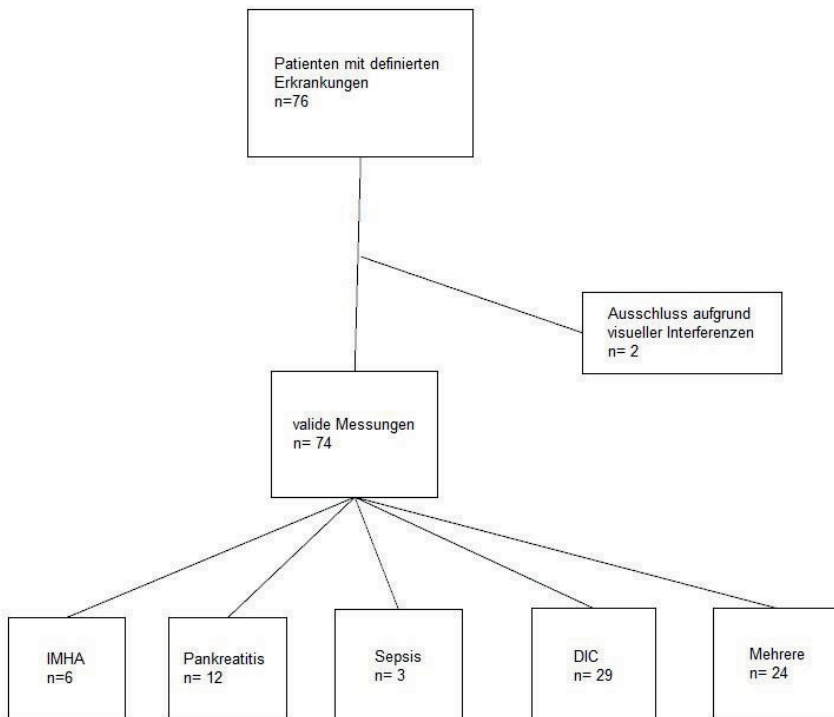 Patienten mit definierten
Erkrankungen
n=76
Ausschluss aufgrund
visueller Interferenzen
n= 2
valide Messungen
n= 74
IMHA
n=6
Pankreatitis
n= 12
Sepsis
n= 3
DIC
n= 29
Mehrere
n= 24